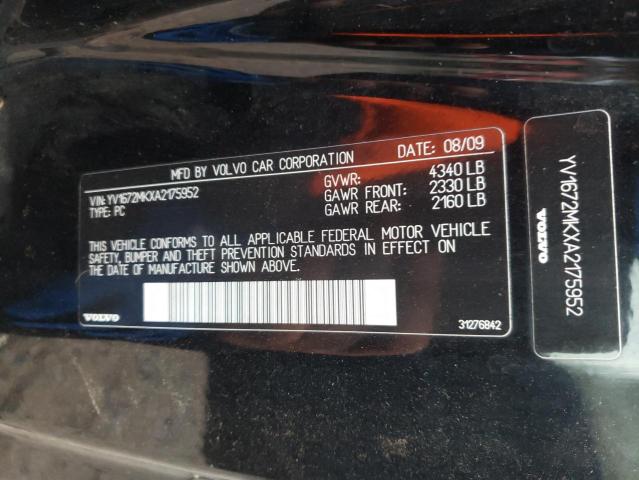 MFD BY VOLVO CAR CORPORATION DATE: 08/09
VIN: YV1672MKXA2175952
TYPE: PC
GVWR: 4340 LB
GAWR FRONT: 2330 LB
GAWR REAR: 2160 LB
THIS VEHICLE CONFORMS TO ALL APPLICABLE FEDERAL MOTOR VEHICLE
SAFETY, BUMPER AND THEFT PREVENTION STANDARDS IN EFFECT ON
THE DATE OF MANUFACTURE SHOWN ABOVE.
VOLVO
31276842
YV1672MKXA2175952
VOLVO